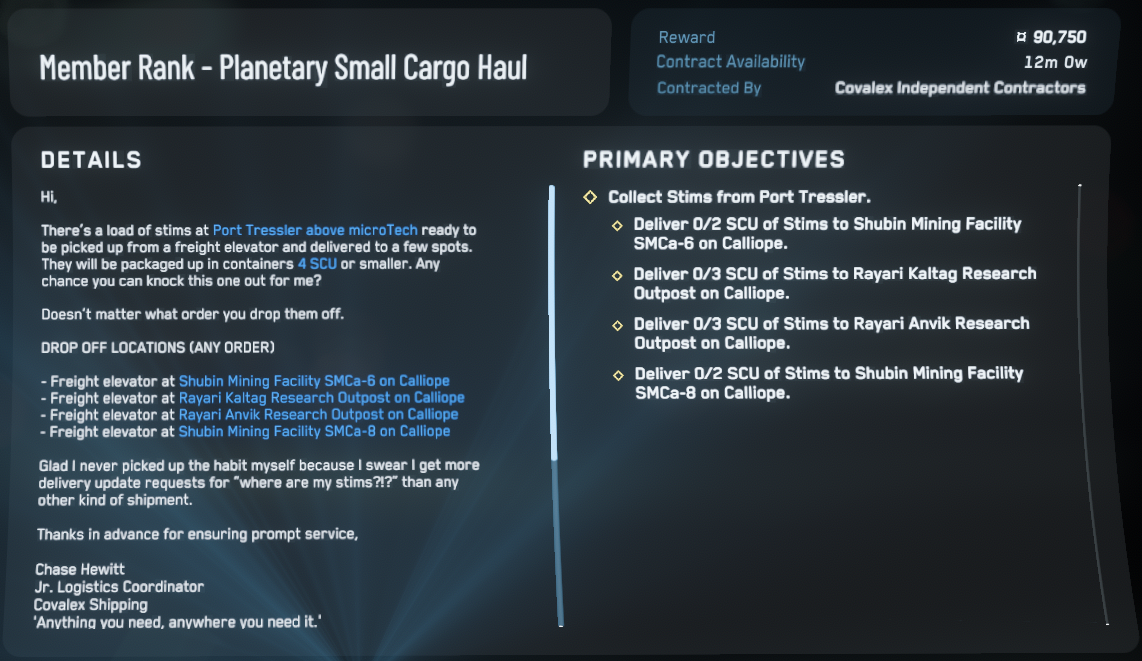 Member Rank - Planetary Small Cargo Haul
Reward ¤ 90,750
Contract Availability 12m 0w
Contracted By Covalex Independent Contractors
DETAILS
Hi,
There's a load of stims at Port Tressler above microTech ready to
be picked up from a freight elevator and delivered to a few spots.
They will be packaged up in containers 4 SCU or smaller. Any
chance you can knock this one out for me?
Doesn't matter what order you drop them off.
DROP OFF LOCATIONS (ANY ORDER)
- Freight elevator at Shubin Mining Facility SMCa-6 on Calliope
- Freight elevator at Rayari Kaltag Research Outpost on Calliope
- Freight elevator at Rayari Anvik Research Outpost on Calliope
- Freight elevator at Shubin Mining Facility SMCa-8 on Calliope
Glad I never picked up the habit myself because I swear I get more
delivery update requests for "where are my stims?!?" than any
other kind of shipment.
Thanks in advance for ensuring prompt service,
Chase Hewitt
Jr. Logistics Coordinator
Covalex Shipping
'Anything you need, anywhere you need it.'
PRIMARY OBJECTIVES
Collect Stims from Port Tressler.
Deliver 0/2 SCU of Stims to Shubin Mining Facility
SMCa-6 on Calliope.
Deliver 0/3 SCU of Stims to Rayari Kaltag Research
Outpost on Calliope.
Deliver 0/3 SCU of Stims to Rayari Anvik Research
Outpost on Calliope.
Deliver 0/2 SCU of Stims to Shubin Mining Facility
SMCa-8 on Calliope.